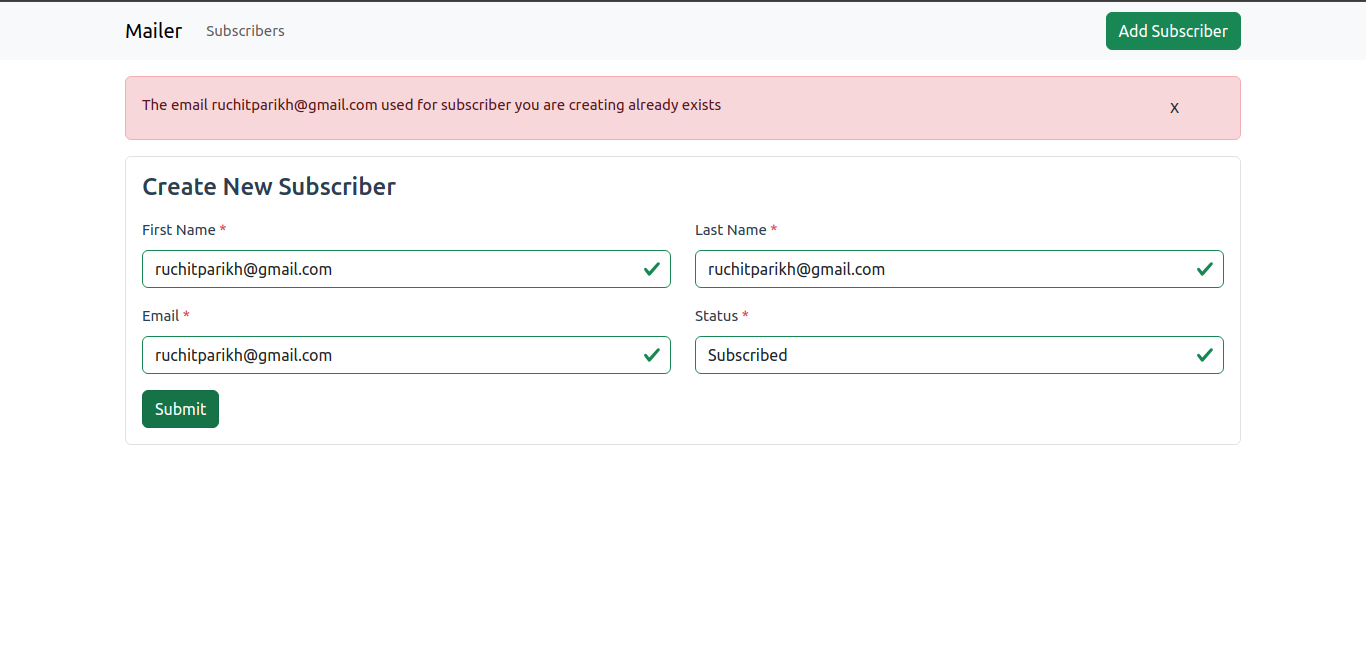 Mailer Subscribers Add Subscriber
The email ruchitparikh@gmail.com used for subscriber you are creating already exists X
Create New Subscriber
First Name * Last Name *
ruchitparikh@gmail.com ruchitparikh@gmail.com
Email * Status *
ruchitparikh@gmail.com Subscribed
Submit